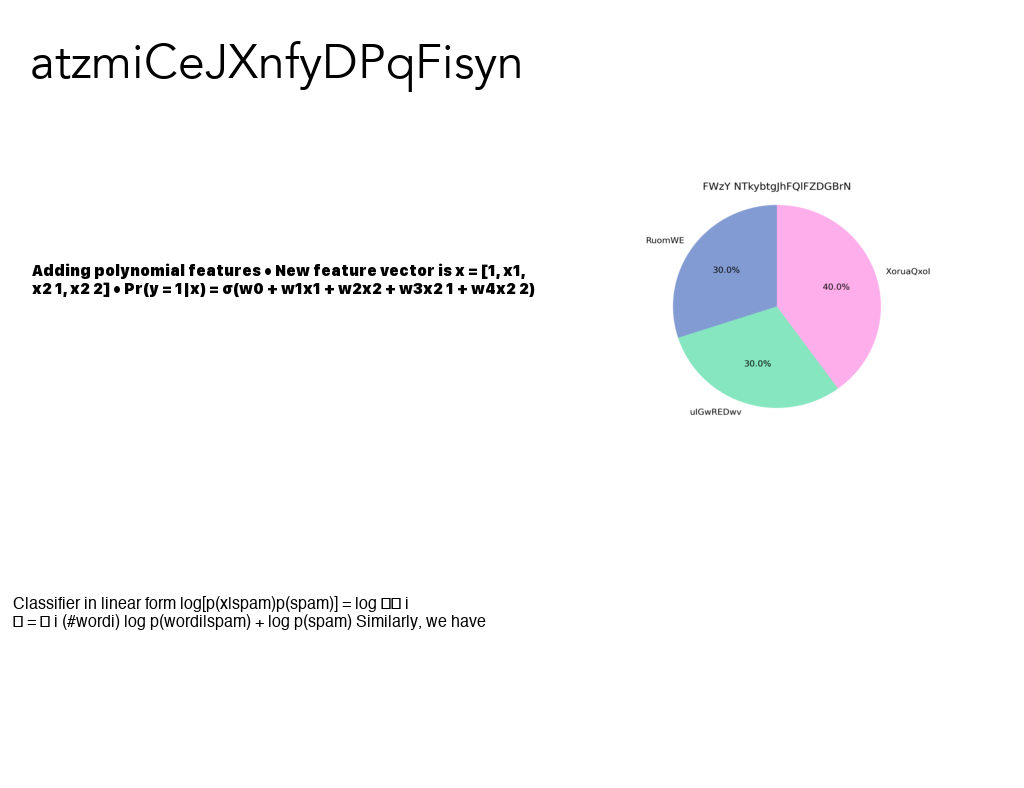 atzmiCeJXnfyDPqFisyn
FWzY NTkybtgJhFQlFZDGBrN
RuomWE
30.0%
XoruaQxol
40.0%
30.0%
ulGwREDwv
Adding polynomial features • New feature vector is x = [1, x1,
x2 1, x2 2] • Pr(y = 1|x) = σ(w0 + w1x1 + w2x2 + w3x2 1 + w4x2 2)
Classifier in linear form log[p(x|spam)p(spam)] = log □□ i
□ = □ i (#wordi) log p(wordi|spam) + log p(spam) Similarly, we have